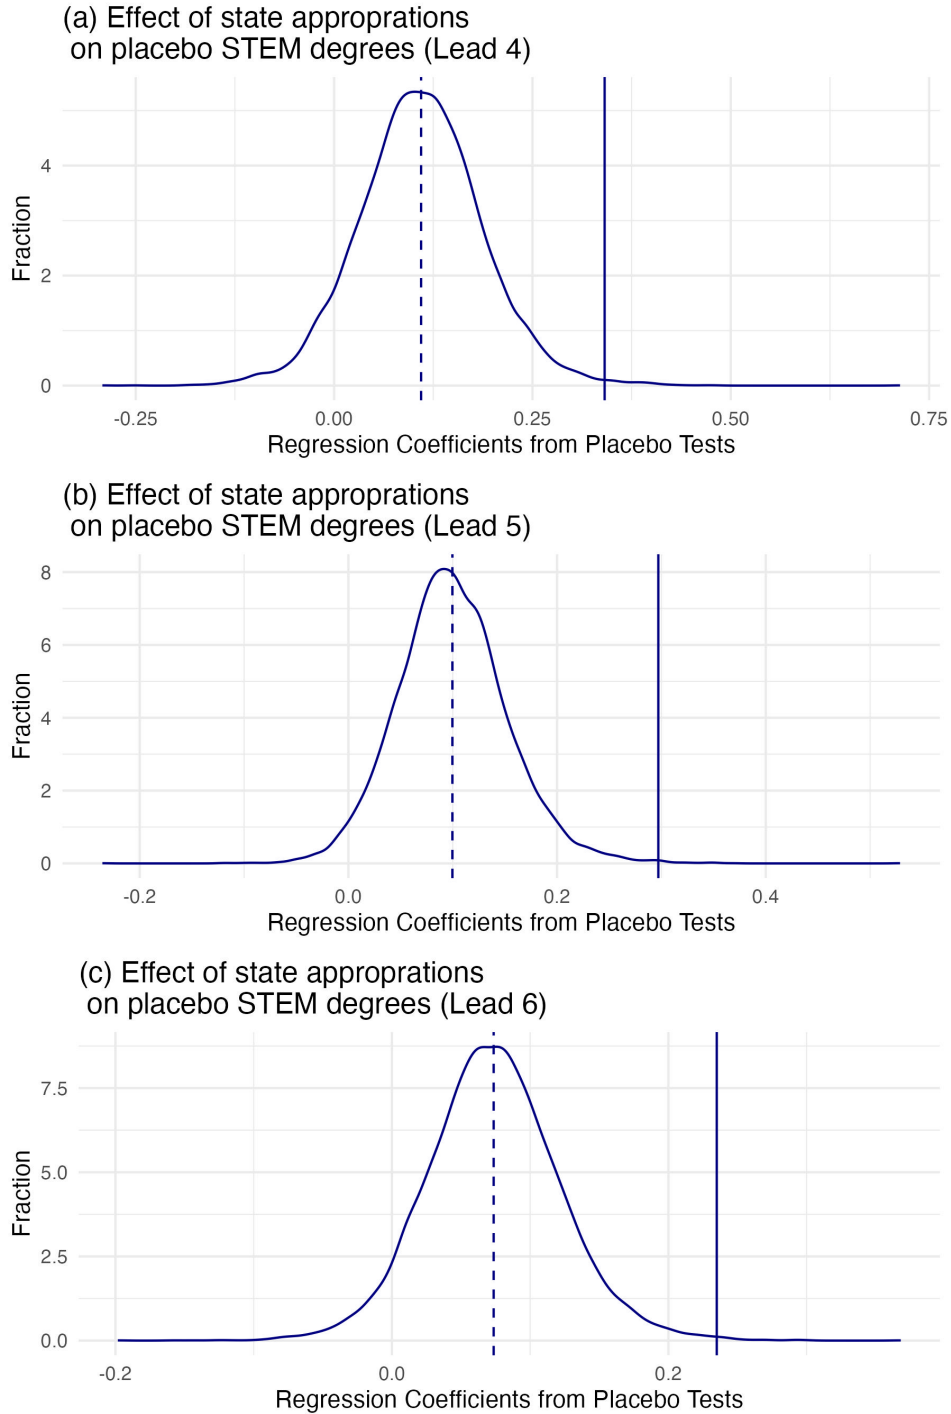 (a) Effect of state approprations
on placebo STEM degrees (Lead 4)
Fraction
4
2
0
-0.25 0.00 0.25 0.50 0.75
Regression Coefficients from Placebo Tests
(b) Effect of state approprations
on placebo STEM degrees (Lead 5)
Fraction
8
6
4
2
0
-0.2 0.0 0.2 0.4
Regression Coefficients from Placebo Tests
(c) Effect of state approprations
on placebo STEM degrees (Lead 6)
Fraction
7.5
5.0
2.5
0.0
-0.2 0.0 0.2
Regression Coefficients from Placebo Tests